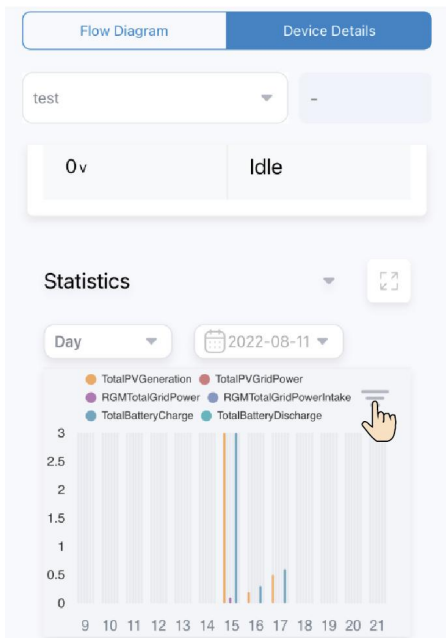 Flow Diagram Device Details
test -
0v Idle
Statistics
Day 2022-08-11
TotalPVGeneration TotalPVGridPower
RGMTotalGridPower RGMTotalGridPowerIntake
TotalBatteryCharge TotalBatteryDischarge
3
2.5
2
1.5
1
0.5
0
9 10 11 12 13 14 15 16 17 18 19 20 21